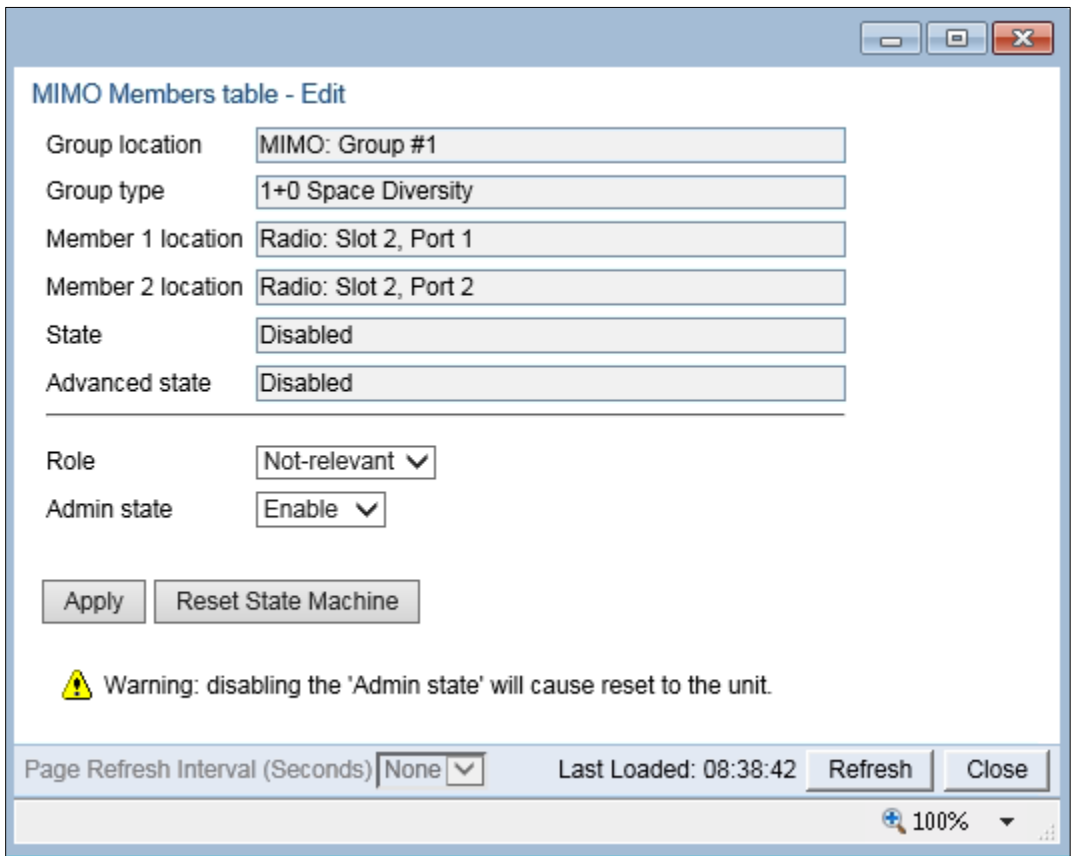 MIMO Members table - Edit
Group location MIMO: Group #1
Group type 1+0 Space Diversity
Member 1 location Radio: Slot 2, Port 1
Member 2 location Radio: Slot 2, Port 2
State Disabled
Advanced state Disabled
Role Not-relevant
Admin state Enable
Apply Reset State Machine
Warning: disabling the 'Admin state' will cause reset to the unit.
Page Refresh Interval (Seconds) None Last Loaded: 08:38:42 Refresh Close
100%